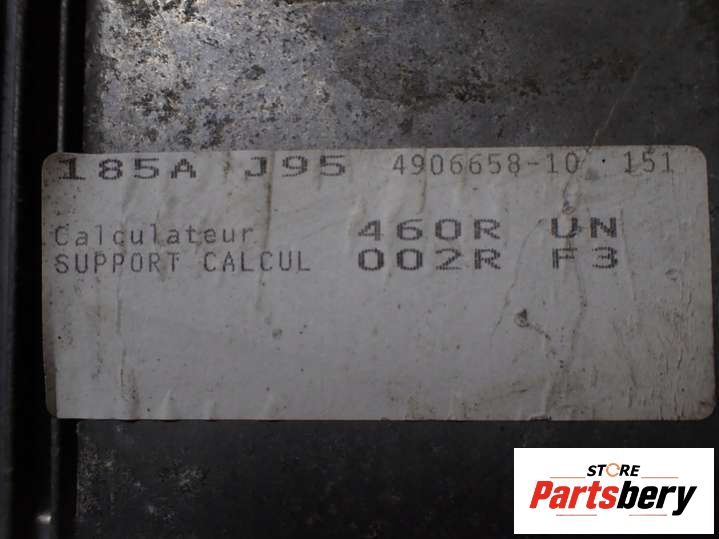 185A J95 4906658-10 151
Calculateur 460R UN
SUPPORT CALCUL 002R F3
STORE
Partsbery